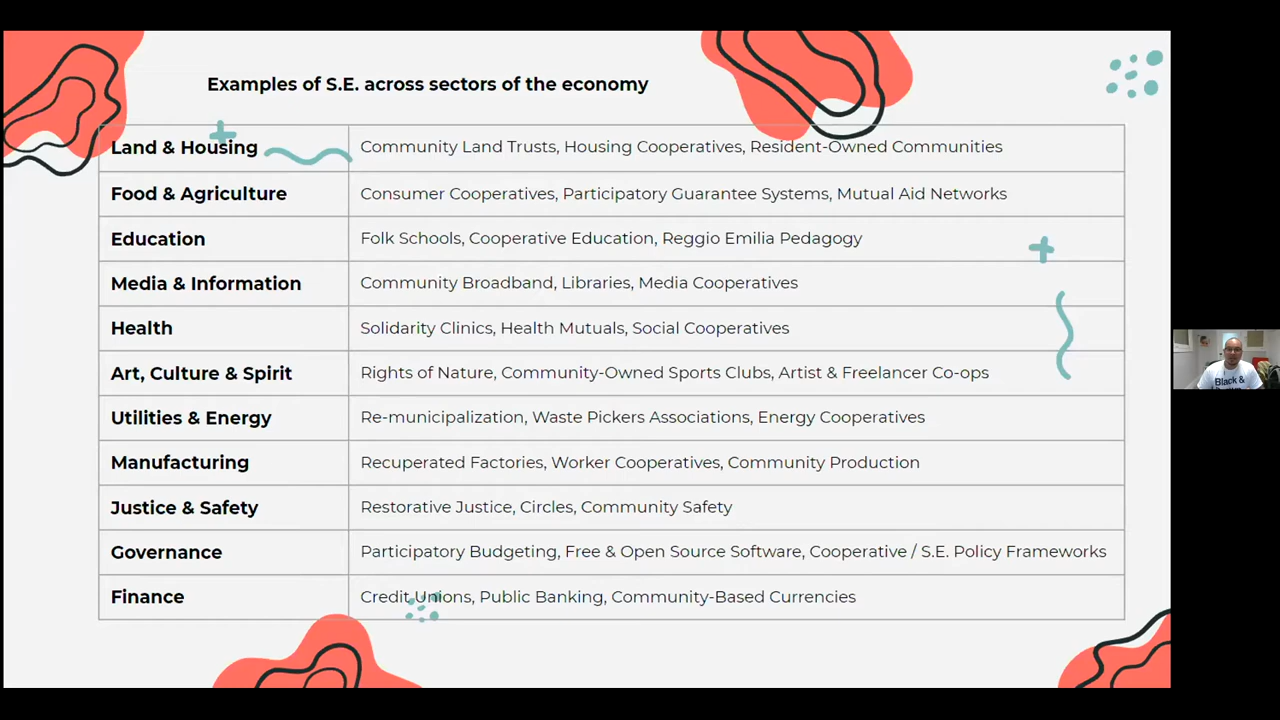 Examples of S.E. across sectors of the economy
Land & Housing Community Land Trusts, Housing Cooperatives, Resident-Owned Communities
Food & Agriculture Consumer Cooperatives, Participatory Guarantee Systems, Mutual Aid Networks
Education Folk Schools, Cooperative Education, Reggio Emilia Pedagogy
Media & Information Community Broadband, Libraries, Media Cooperatives
Health Solidarity Clinics, Health Mutuals, Social Cooperatives
Art, Culture & Spirit Rights of Nature, Community-Owned Sports Clubs, Artist & Freelancer Co-ops
Utilities & Energy Re-municipalization, Waste Pickers Associations, Energy Cooperatives
Manufacturing Recuperated Factories, Worker Cooperatives, Community Production
Justice & Safety Restorative Justice, Circles, Community Safety
Governance Participatory Budgeting, Free & Open Source Software, Cooperative / S.E. Policy Frameworks
Finance Credit Unions, Public Banking, Community-Based Currencies
Black &